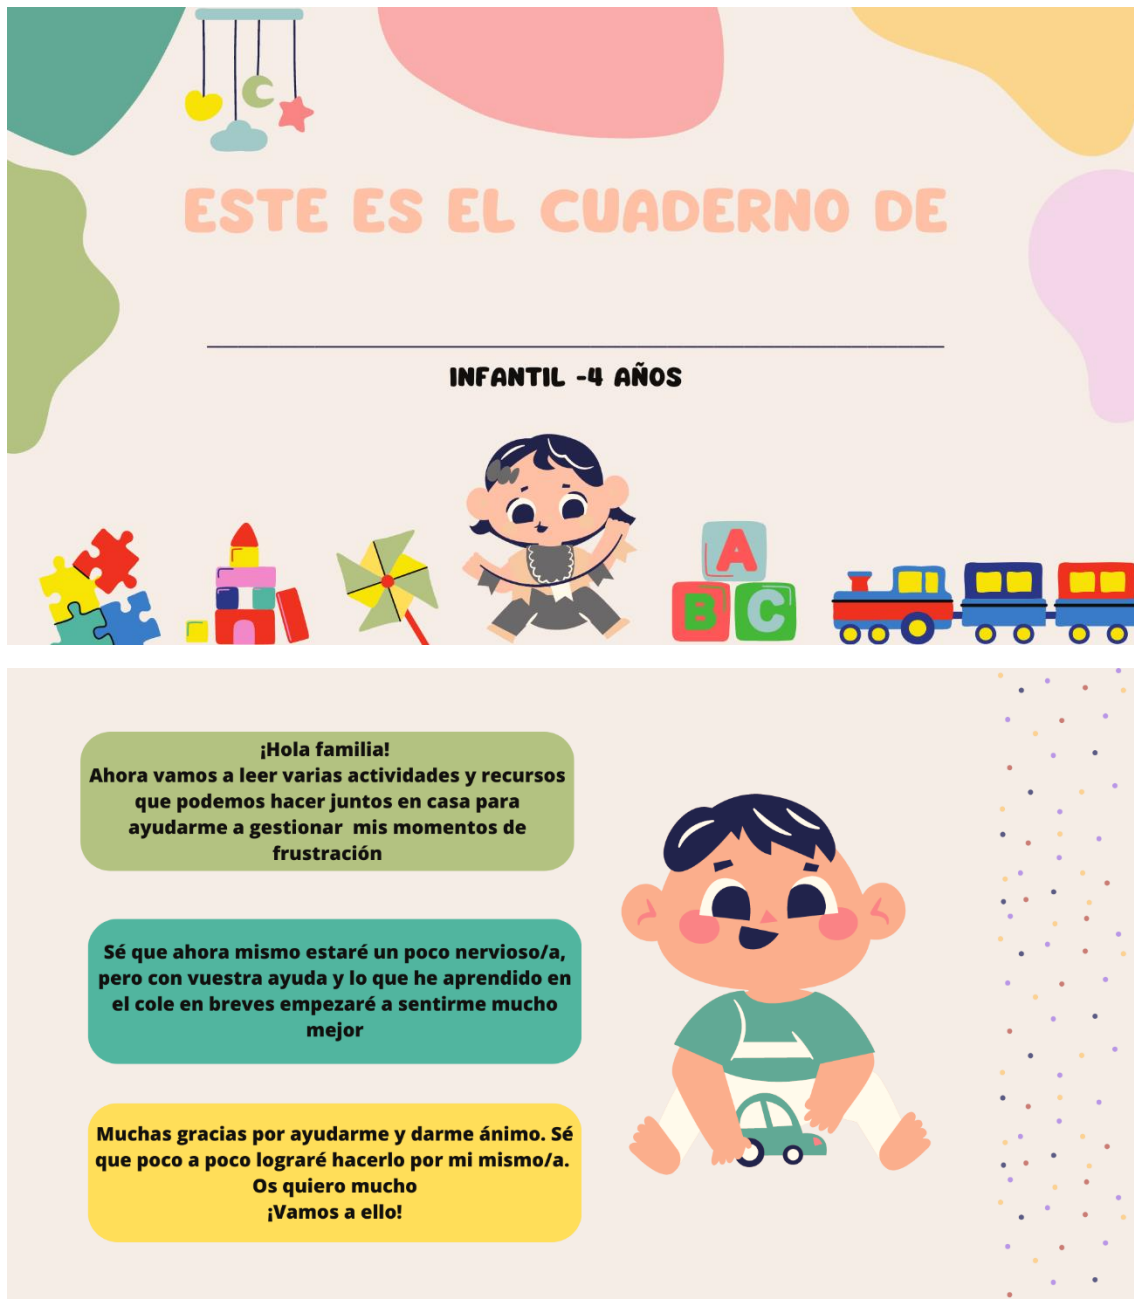 ESTE ES EL CUADERNO DE
INFANTIL -4 AÑOS
A
B C
¡Hola familia!
Ahora vamos a leer varias actividades y recursos
que podemos hacer juntos en casa para
ayudarme a gestionar  mis momentos de
frustración
Sé que ahora mismo estaré un poco nervioso/a,
pero con vuestra ayuda y lo que he aprendido en
el cole en breves empezaré a sentirme mucho
mejor
Muchas gracias por ayudarme y darme ánimo. Sé
que poco a poco lograré hacerlo por mi mismo/a.
Os quiero mucho
¡Vamos a ello!